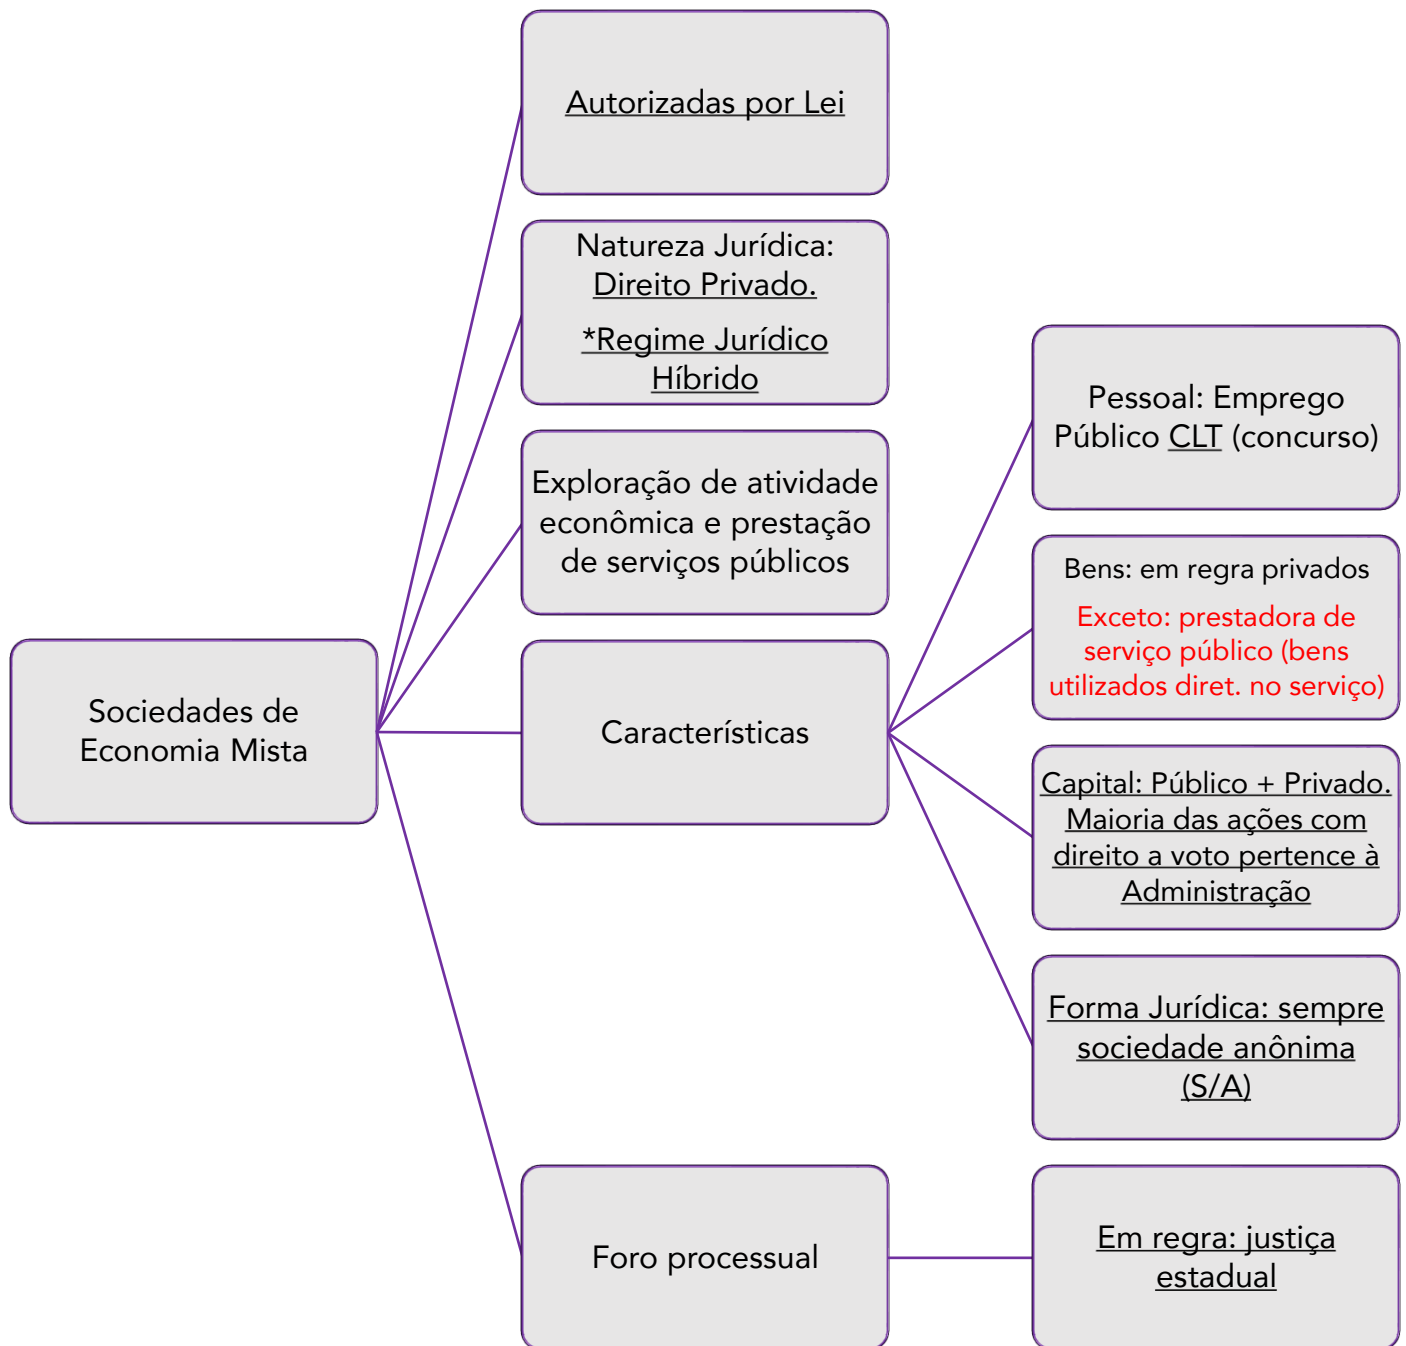 Sociedades de
Economia Mista
Autorizadas por Lei
Natureza Jurídica:
Direito Privado.
*Regime Jurídico
Híbrido
Exploração de atividade
econômica e prestação
de serviços públicos
Características
Pessoal: Emprego
Público CLT (concurso)
Bens: em regra privados
Exceto: prestadora de
serviço público (bens
utilizados diret. no serviço)
Capital: Público + Privado.
Maioria das ações com
direito a voto pertence à
Administração
Forma Jurídica: sempre
sociedade anônima
(S/A)
Foro processual
Em regra: justiça
estadual